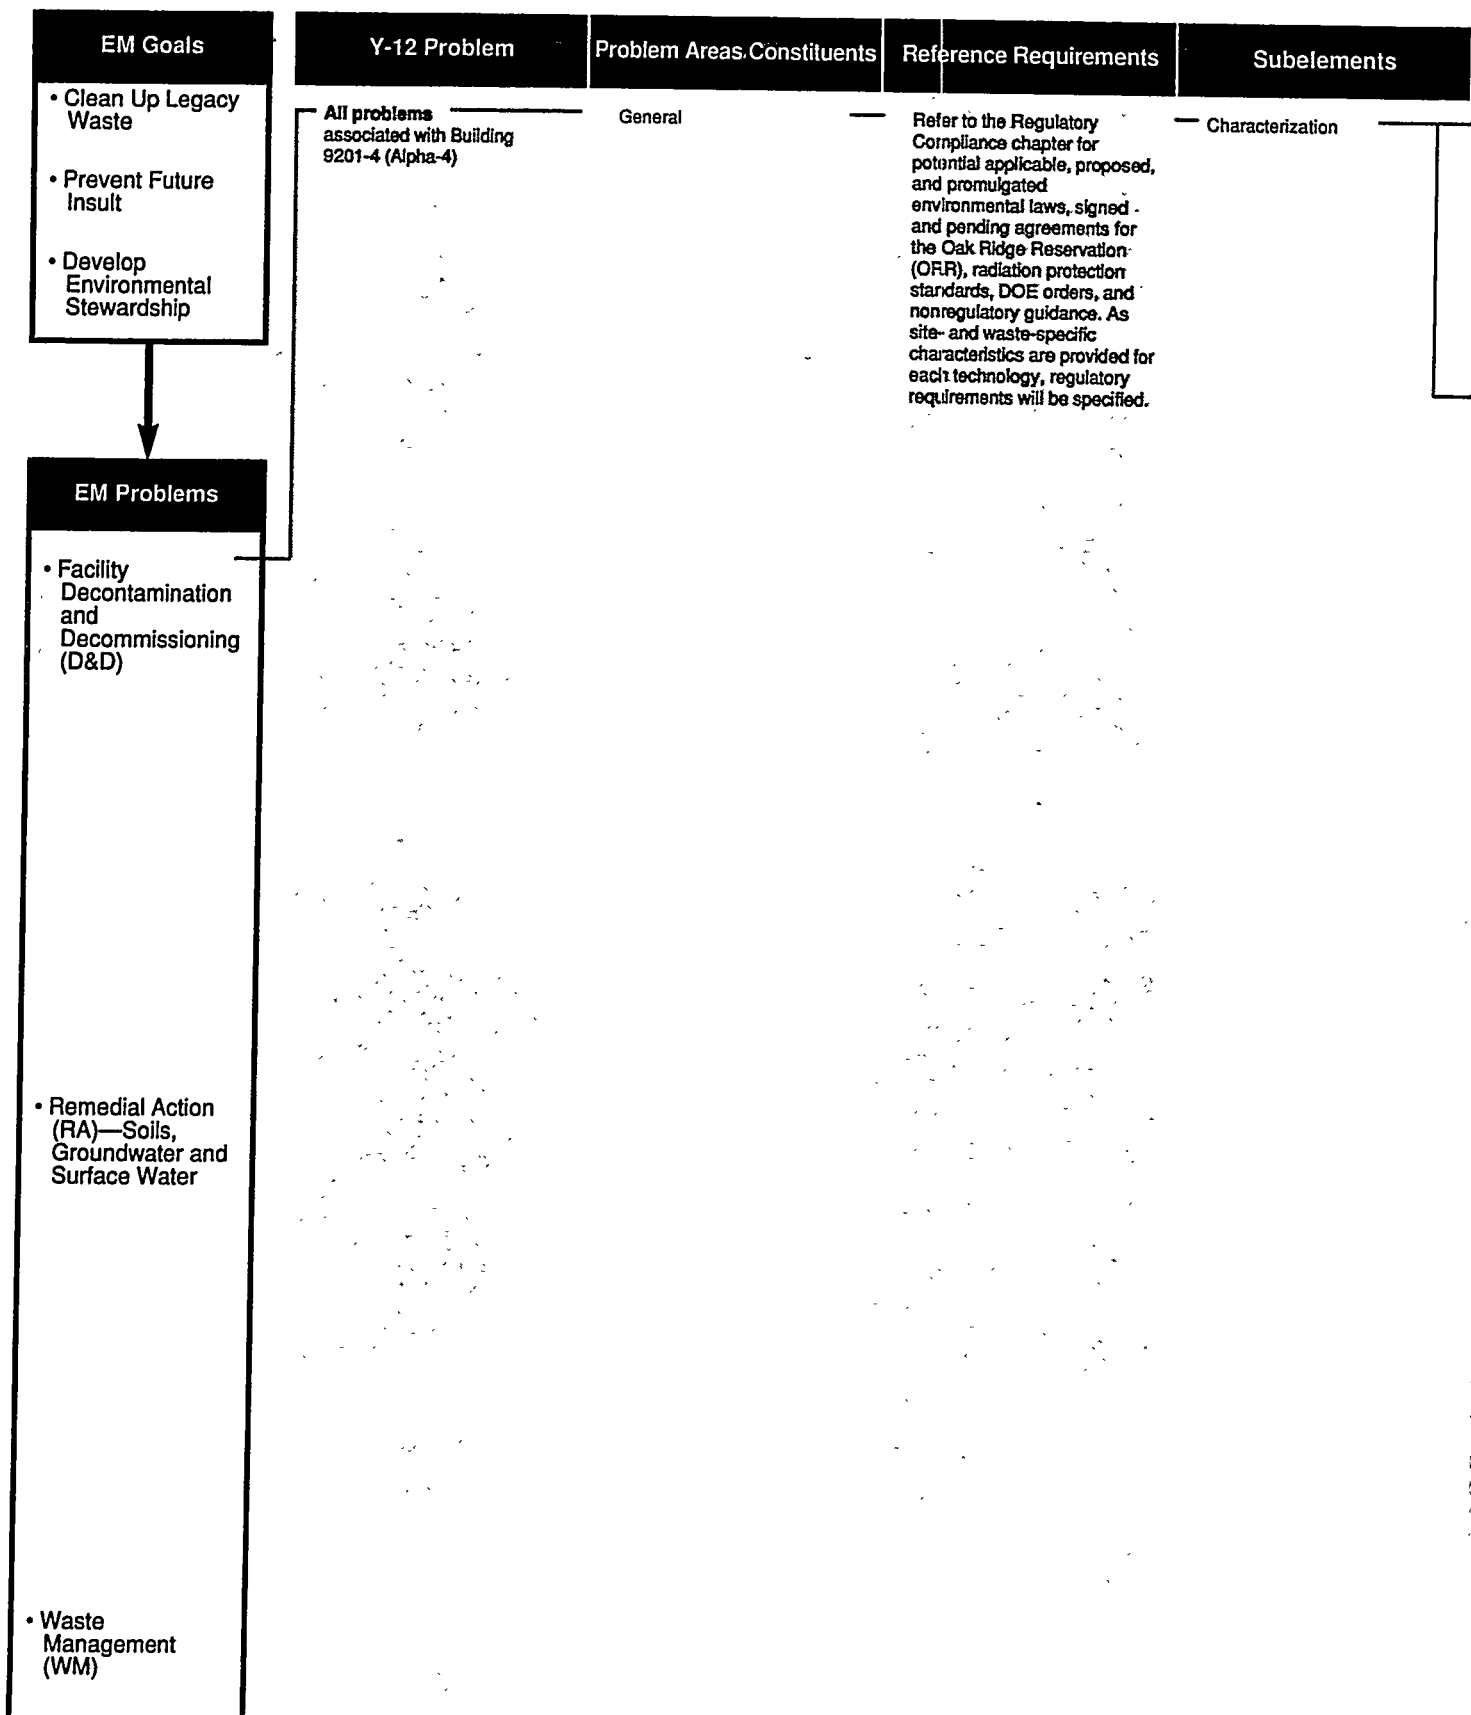 EM Goals
• Clean Up Legacy
Waste
• Prevent Future
Insult
• Develop
Environmental
Stewardship
EM Problems
• Facility
Decontamination
and
Decommissioning
(D&D)
• Remedial Action
(RA)—Soils,
Groundwater and
Surface Water
• Waste
Management
(WM)
Y-12 Problem
All problems
associated with Building
9201-4 (Alpha-4)
Problem Areas/Constituents
General
Reference Requirements
Refer to the Regulatory
Compliance chapter for
potential applicable, proposed,
and promulgated
environmental laws, signed
and pending agreements for
the Oak Ridge Reservation
(ORR), radiation protection
standards, DOE orders, and
nonregulatory guidance. As
site- and waste-specific
characteristics are provided for
each technology, regulatory
requirements will be specified.
Subelements
Characterization